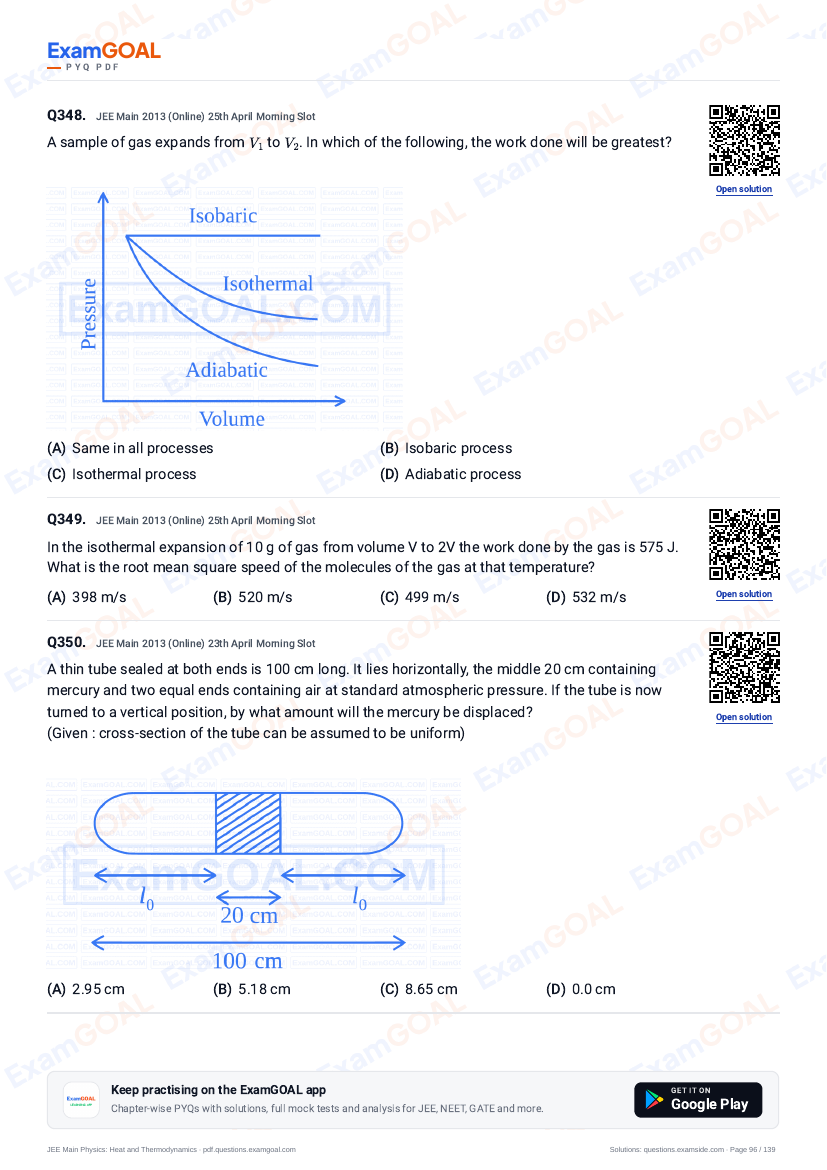 ExamGOAL
PYQ PDF
Q348. JEE Main 2013 (Online) 25th April Morning Slot
A sample of gas expands from V₁ to V₂. In which of the following, the work done will be greatest?
Open solution
Isobaric
Isothermal
Adiabatic
Pressure
Volume
ExamGOAL.COM
(A) Same in all processes (B) Isobaric process
(C) Isothermal process (D) Adiabatic process
Q349. JEE Main 2013 (Online) 25th April Morning Slot
In the isothermal expansion of 10 g of gas from volume V to 2V the work done by the gas is 575 J.
What is the root mean square speed of the molecules of the gas at that temperature?
(A) 398 m/s (B) 520 m/s (C) 499 m/s (D) 532 m/s
Open solution
Q350. JEE Main 2013 (Online) 23th April Morning Slot
A thin tube sealed at both ends is 100 cm long. It lies horizontally, the middle 20 cm containing
mercury and two equal ends containing air at standard atmospheric pressure. If the tube is now
turned to a vertical position, by what amount will the mercury be displaced?
(Given : cross-section of the tube can be assumed to be uniform)
Open solution
ExamGOAL.COM
l₀ l₀
20 cm
100 cm
(A) 2.95 cm (B) 5.18 cm (C) 8.65 cm (D) 0.0 cm
Keep practising on the ExamGOAL app
Chapter-wise PYQs with solutions, full mock tests and analysis for JEE, NEET, GATE and more.
ExamGOAL
GET IT ON
Google Play
JEE Main Physics: Heat and Thermodynamics · pdf.questions.examgoal.com
Solutions: questions.examside.com · Page 96 / 139